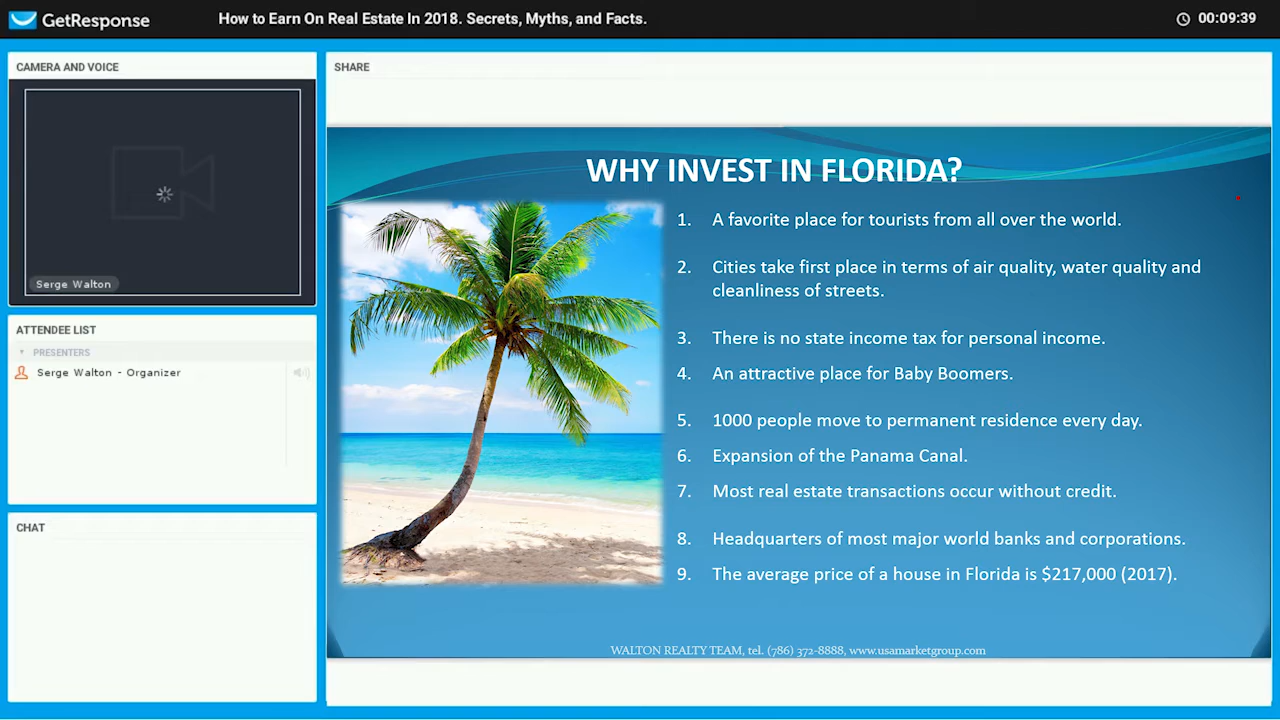 GetResponse
How to Earn On Real Estate In 2018. Secrets, Myths, and Facts.
00:09:39
CAMERA AND VOICE
Serge Walton
ATTENDEE LIST
PRESENTERS
Serge Walton - Organizer
CHAT
SHARE
WHY INVEST IN FLORIDA?
1. A favorite place for tourists from all over the world.
2. Cities take first place in terms of air quality, water quality and
cleanliness of streets.
3. There is no state income tax for personal income.
4. An attractive place for Baby Boomers.
5. 1000 people move to permanent residence every day.
6. Expansion of the Panama Canal.
7. Most real estate transactions occur without credit.
8. Headquarters of most major world banks and corporations.
9. The average price of a house in Florida is $217,000 (2017).
WALTON REALTY TEAM, tel. (786) 372-8888, www.usamarketgroup.com